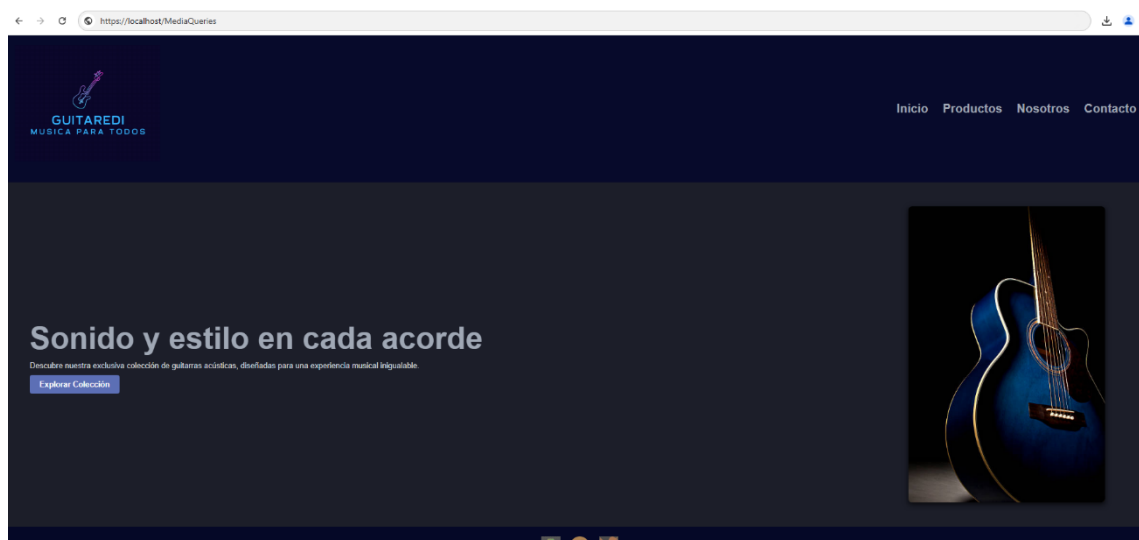 https://localhost/MediaQueries
GUITAREDI
MUSICA PARA TODOS
Inicio Productos Nosotros Contacto
Sonido y estilo en cada acorde
Descubre nuestra exclusiva colección de guitarras acústicas, diseñadas para una experiencia musical inigualable.
Explorar Colección